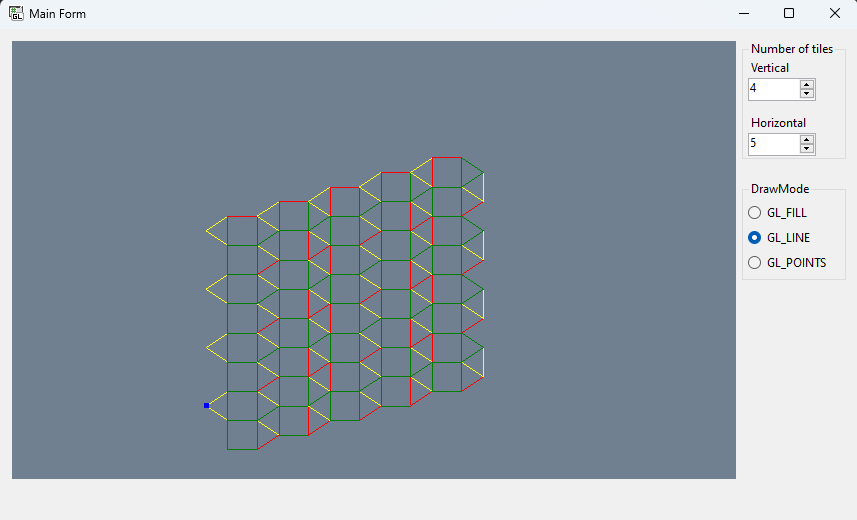 GL Main Form
Number of tiles
Vertical
4
Horizontal
5
DrawMode
GL_FILL
GL_LINE
GL_POINTS